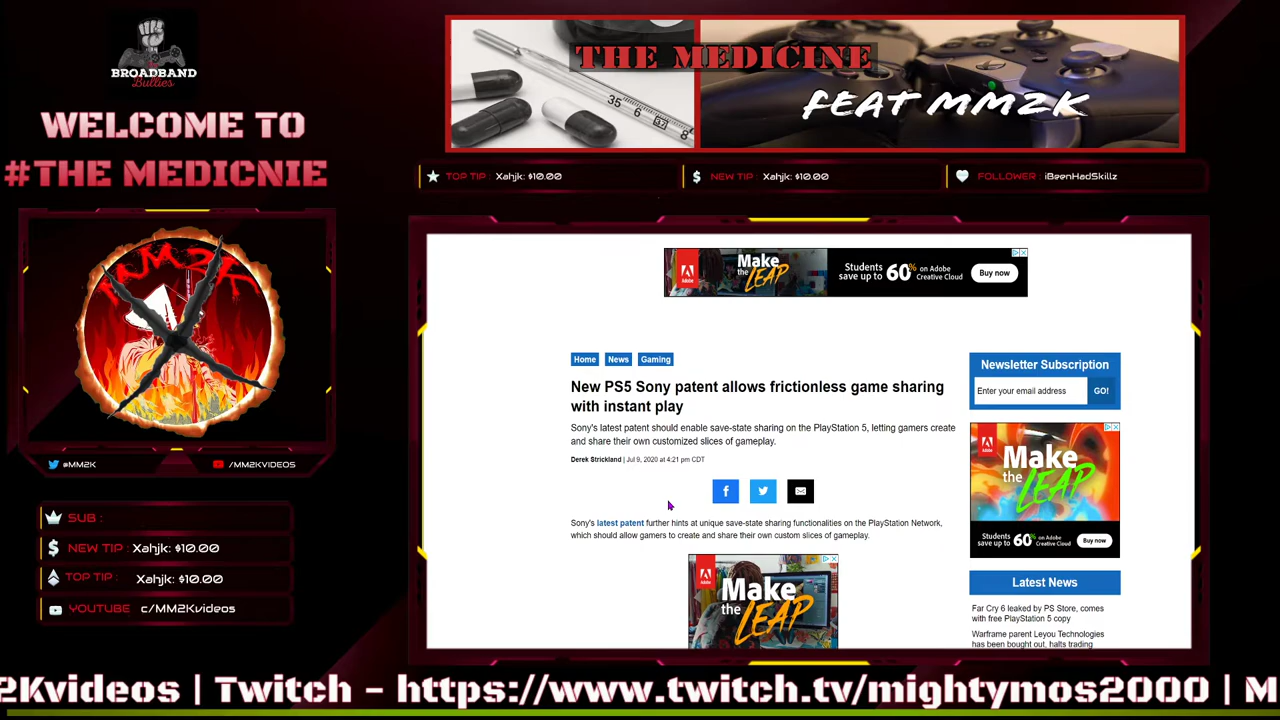 BROADBAND
Bullies
WELCOME TO
#THE MEDICNIE
MM2K
@MM2K
/MM2KVIDEOS
SUB :
NEW TIP : Xahjk: $10.00
TOP TIP : Xahjk: $10.00
YOUTUBE c/MM2Kvideos
THE MEDICINE
FEAT MM2K
35
6
37
8
TOP TIP : Xahjk: $10.00
NEW TIP : Xahjk: $10.00
FOLLOWER : iBeenHadSkillz
Adobe
Make
the LEAP
Students
save up to 60% on Adobe
Creative Cloud
Buy now
Home
News
Gaming
New PS5 Sony patent allows frictionless game sharing
with instant play
Sony's latest patent should enable save-state sharing on the PlayStation 5, letting gamers create
and share their own customized slices of gameplay.
Derek Strickland | Jul 9, 2020 at 4:21 pm CDT
Sony's latest patent further hints at unique save-state sharing functionalities on the PlayStation Network,
which should allow gamers to create and share their own custom slices of gameplay.
Adobe
Make
the LEAP
Newsletter Subscription
Enter your email address
GO!
Adobe
Make
the LEAP
Students
save up to 60% on Adobe
Creative Cloud
Buy now
Latest News
Far Cry 6 leaked by PS Store, comes
with free PlayStation 5 copy
Warframe parent Leyou Technologies
has been bought out, halts trading
2Kvideos | Twitch - https://www.twitch.tv/mightymos2000 | M